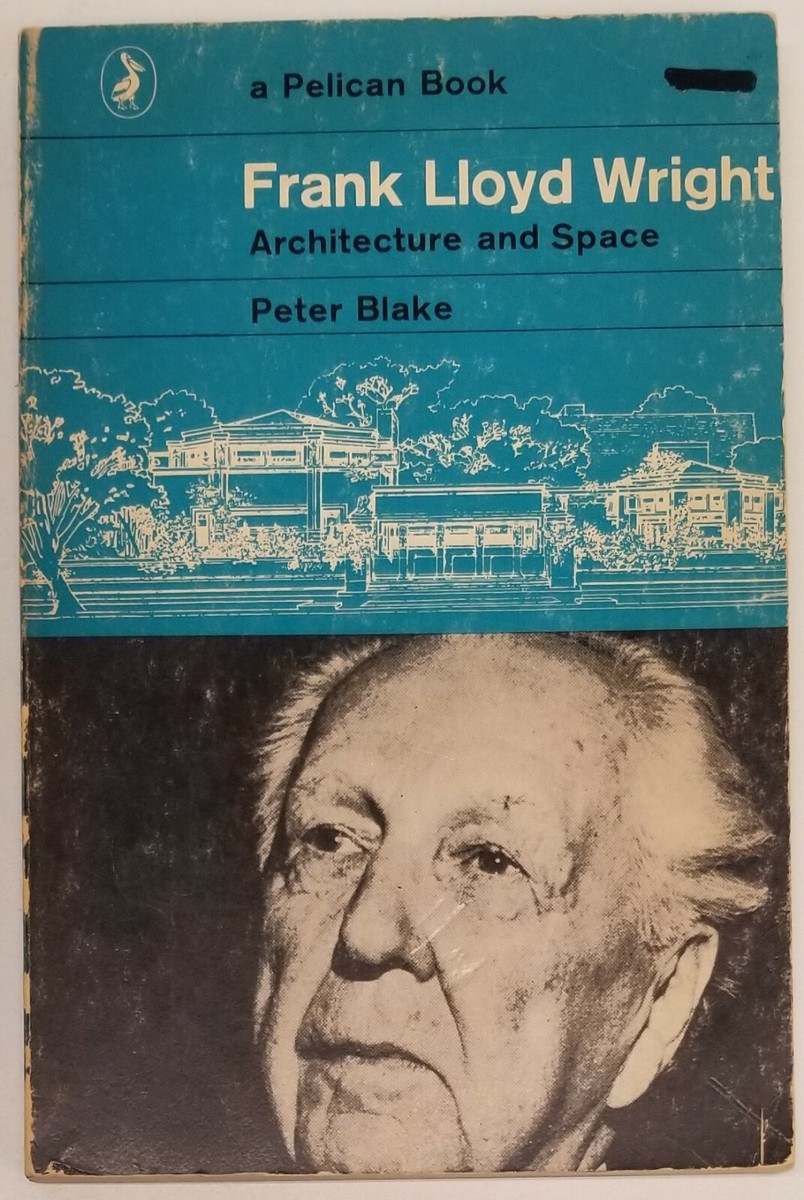 a Pelican Book
Frank Lloyd Wright
Architecture and Space
Peter Blake